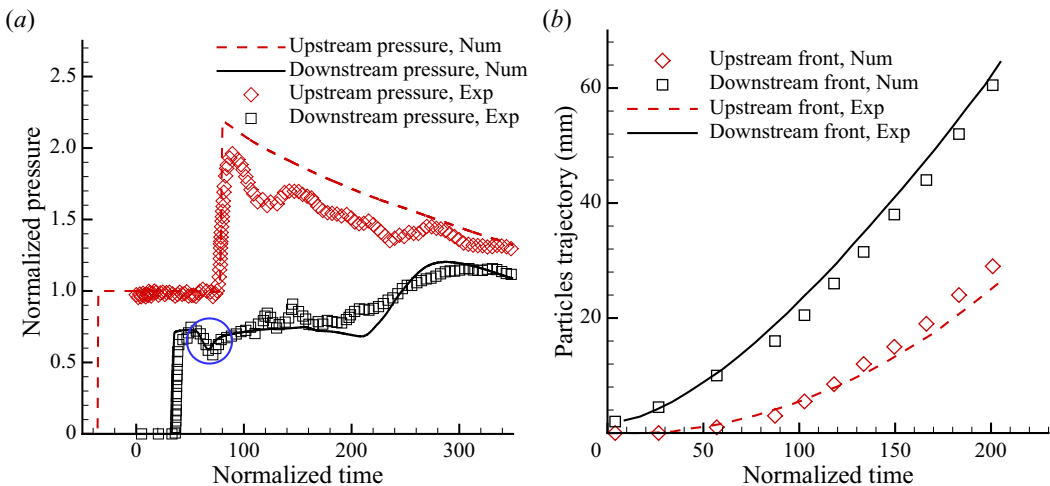 (a)
Upstream pressure, Num
Downstream pressure, Num
Upstream pressure, Exp
Downstream pressure, Exp
2.5
2.0
1.5
1.0
0.5
0
Normalized pressure
0 100 200 300
Normalized time
(b)
Upstream front, Num
Downstream front, Num
Upstream front, Exp
Downstream front, Exp
60
40
20
Particles trajectory (mm)
0 50 100 150 200
Normalized time